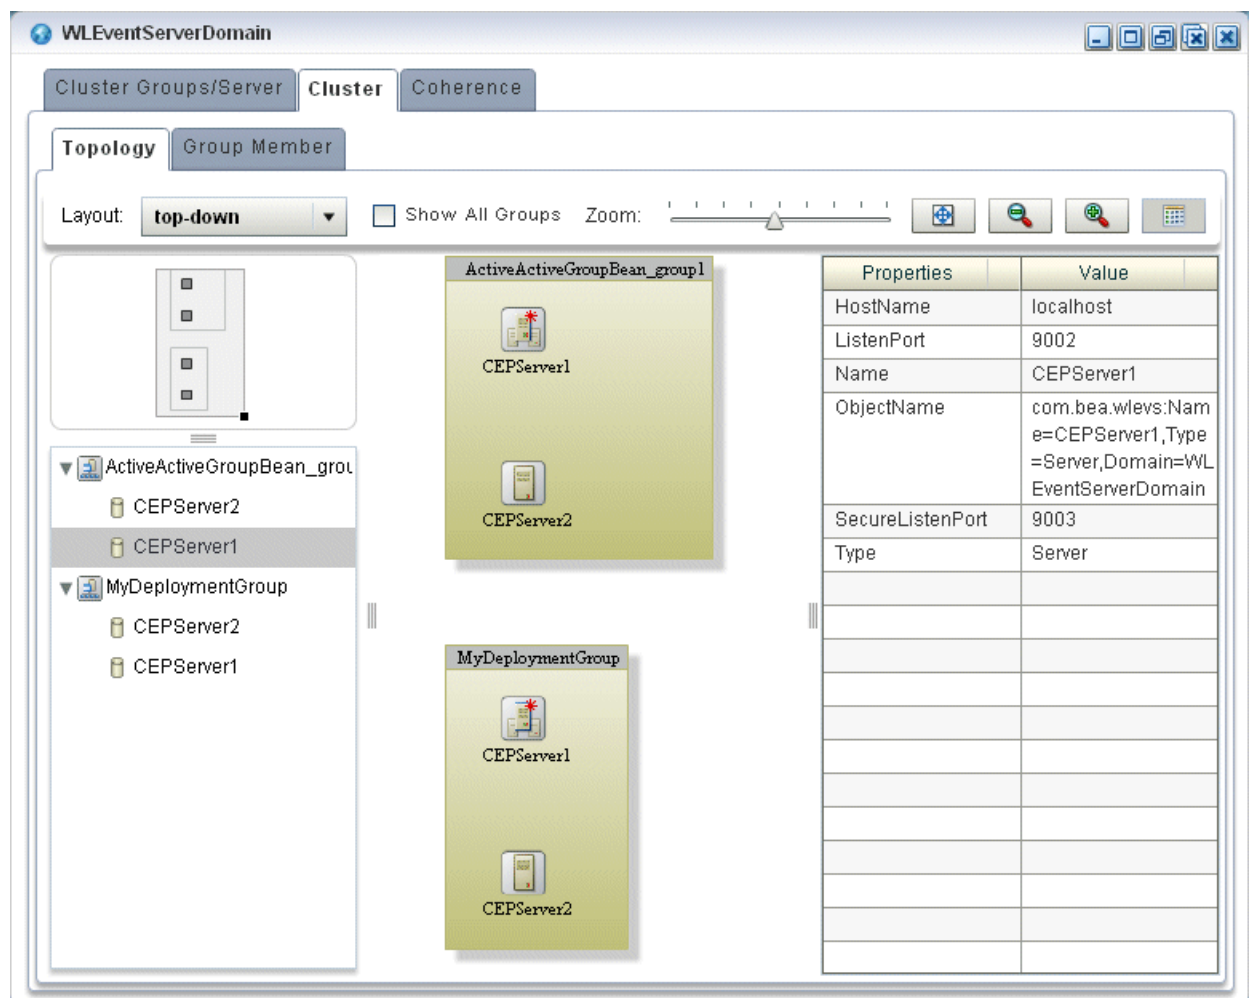 WLEventServerDomain
Cluster Groups/Server
Cluster
Coherence
Topology
Group Member
Layout:
top-down
Show All Groups
Zoom:
ActiveActiveGroupBean_grou
CEPServer2
CEPServer1
MyDeploymentGroup
CEPServer2
CEPServer1
ActiveActiveGroupBean_group1
CEPServer1
CEPServer2
MyDeploymentGroup
CEPServer1
CEPServer2
Properties Value
HostName localhost
ListenPort 9002
Name CEPServer1
ObjectName com.bea.wlevs:Nam
e=CEPServer1,Type
=Server,Domain=WL
EventServerDomain
SecureListenPort 9003
Type Server